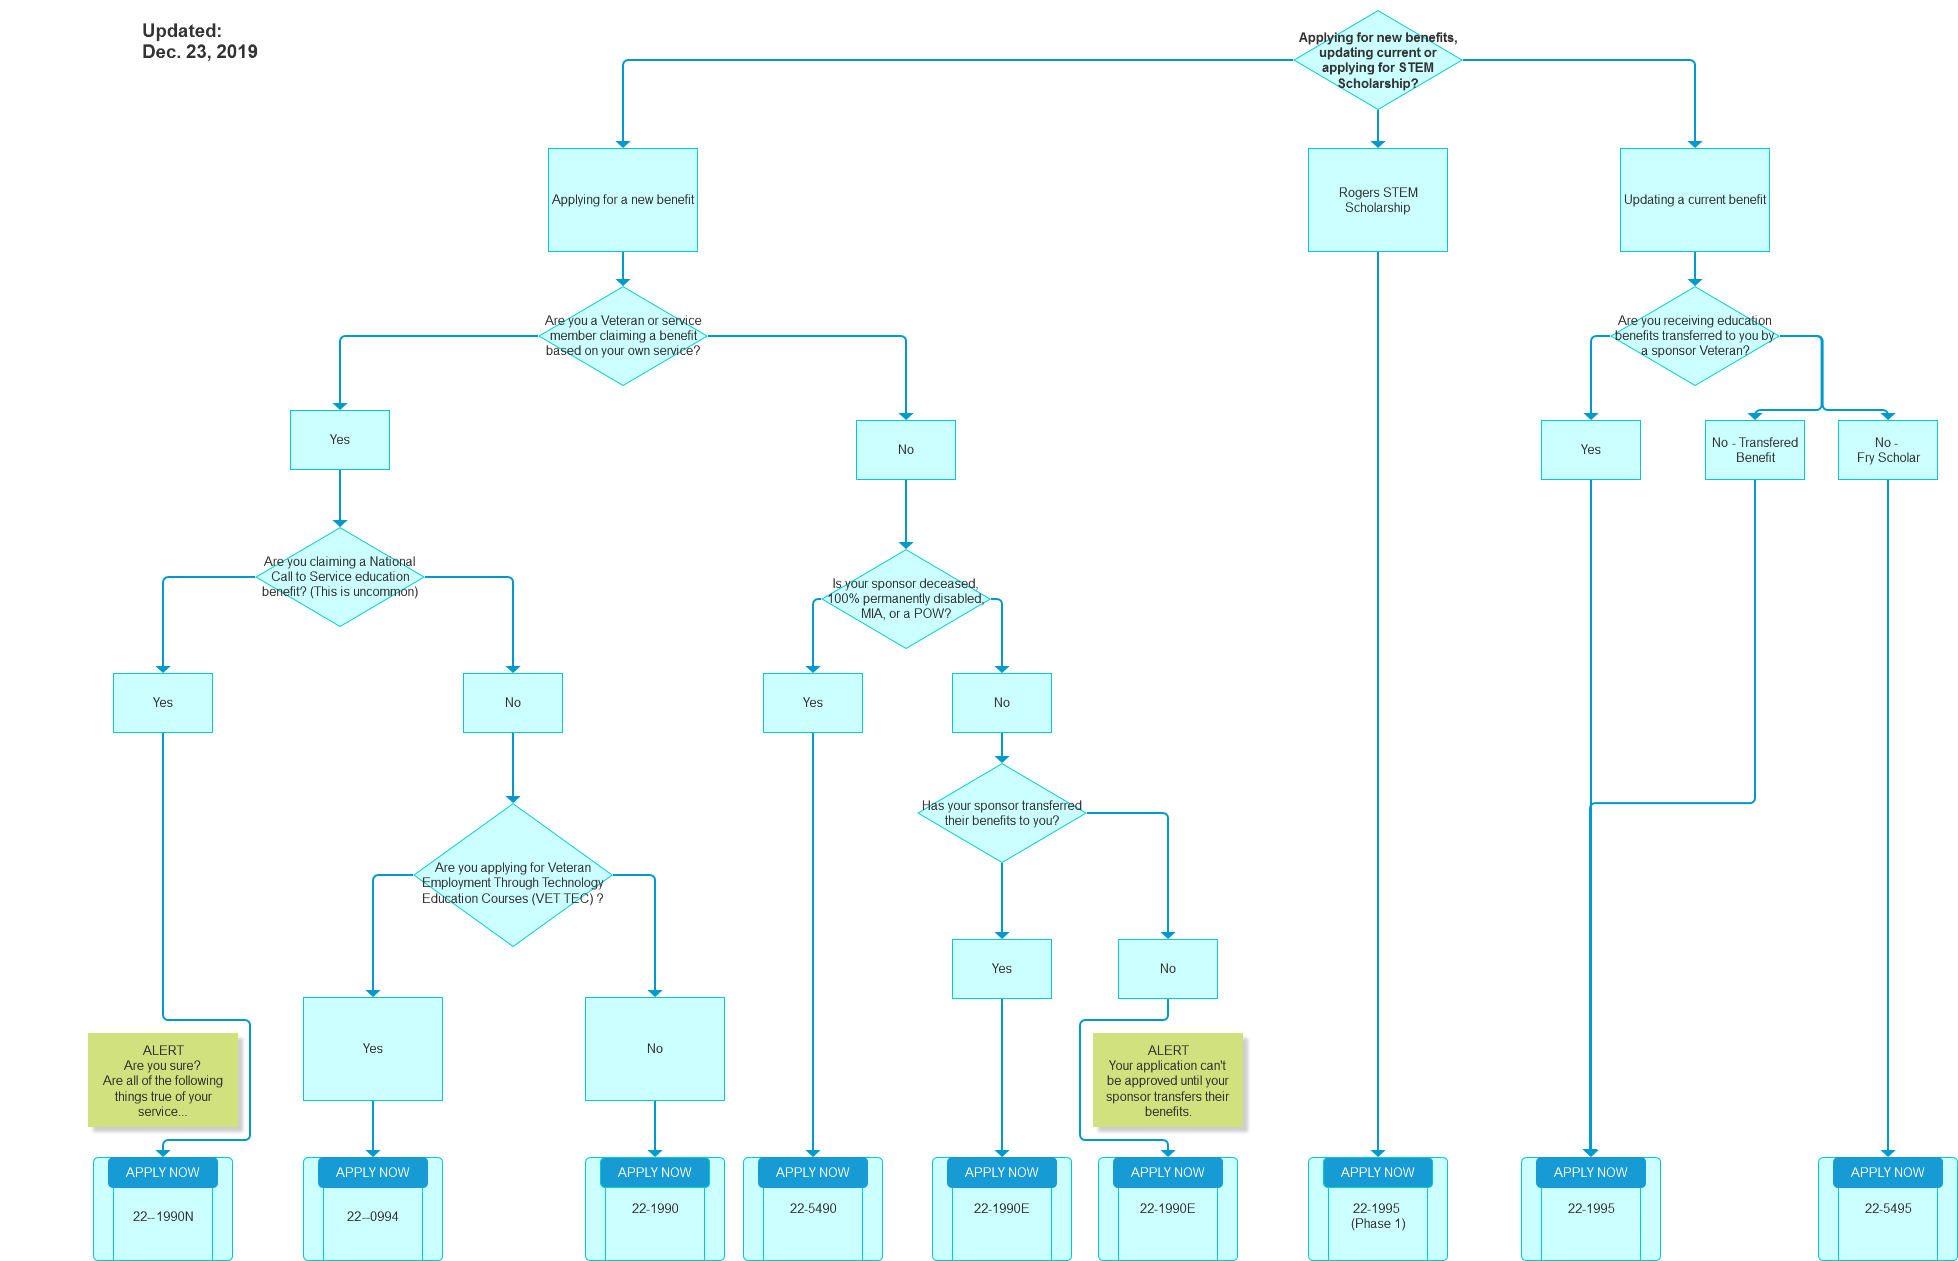 Updated:
Dec. 23, 2019
Applying for new benefits,
updating current or
applying for STEM
Scholarship?
Applying for a new benefit
Rogers STEM
Scholarship
Updating a current benefit
Are you a Veteran or service
member claiming a benefit
based on your own service?
Are you receiving education
benefits transferred to you by
a sponsor Veteran?
Yes
No
Yes
No - Transfered
Benefit
No -
Fry Scholar
Are you claiming a National
Call to Service education
benefit? (This is uncommon)
Is your sponsor deceased,
100% permanently disabled,
MIA, or a POW?
Yes
No
Yes
No
Has your sponsor transferred
their benefits to you?
Are you applying for Veteran
Employment Through Technology
Education Courses (VET TEC) ?
Yes
No
Yes
No
ALERT
Are you sure?
Are all of the following
things true of your
service...
ALERT
Your application can't
be approved until your
sponsor transfers their
benefits.
APPLY NOW
22--1990N
APPLY NOW
22--0994
APPLY NOW
22-1990
APPLY NOW
22-5490
APPLY NOW
22-1990E
APPLY NOW
22-1990E
APPLY NOW
22-1995
(Phase 1)
APPLY NOW
22-1995
APPLY NOW
22-5495